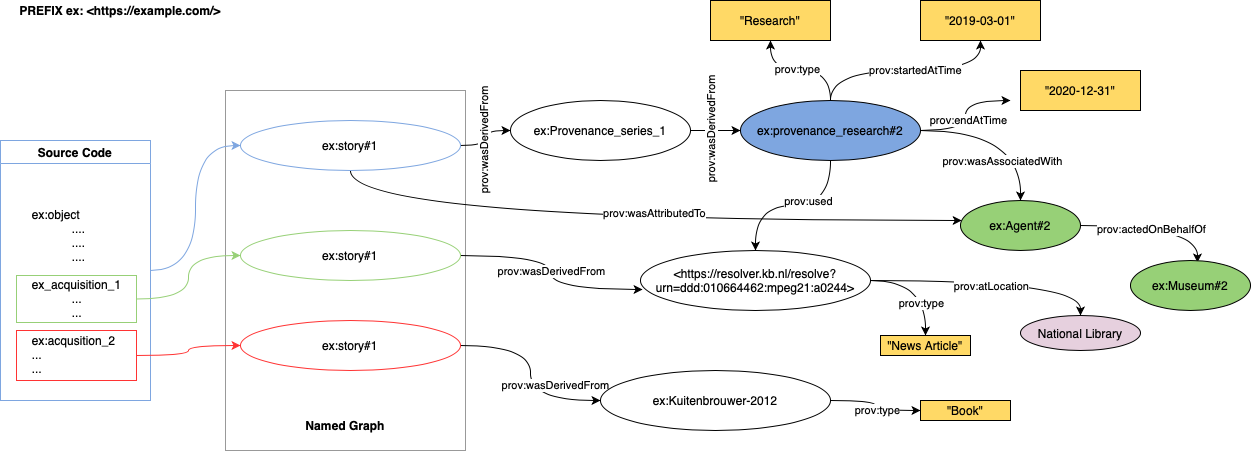 PREFIX ex: <https://example.com/>
"Research"
"2019-03-01"
prov:type
prov:startedAtTime
"2020-12-31"
prov:endAtTime
Source Code
ex:object
....
....
....
ex_acquisition_1
...
...
ex:acqusition_2
...
...
ex:story#1
prov:wasDerivedFrom
ex:Provenance_series_1
prov:wasDerivedFrom
ex:provenance_research#2
prov:wasAssociatedWith
prov:used
prov:wasAttributedTo
ex:Agent#2
prov:actedOnBehalfOf
ex:Museum#2
ex:story#1
prov:wasDerivedFrom
<https://resolver.kb.nl/resolve?
urn=ddd:010664462:mpeg21:a0244>
prov:atLocation
prov:type
National Library
"News Article"
ex:story#1
prov:wasDerivedFrom
ex:Kuitenbrouwer-2012
prov:type
"Book"
Named Graph